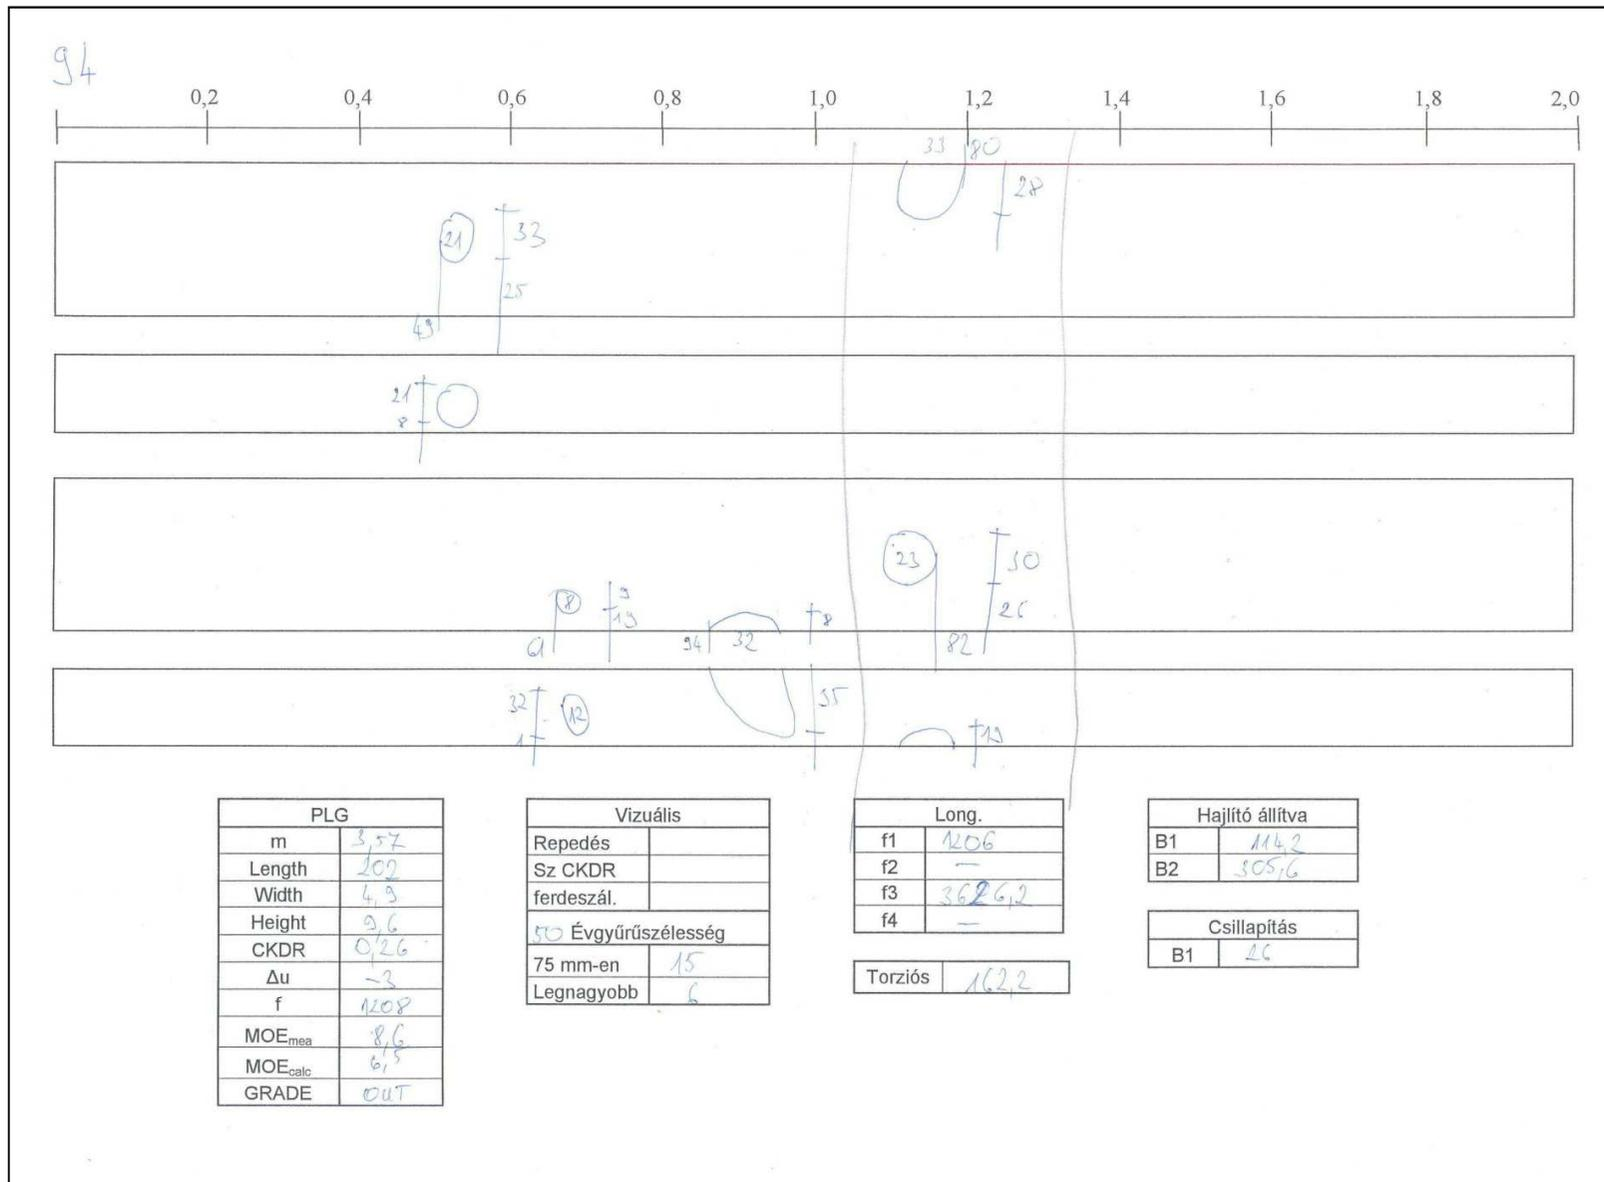 94
0,2 0,4 0,6 0,8 1,0 1,2 1,4 1,6 1,8 2,0
33 80
28
21 33
25
49
21
8
23 30
8 9
19 26
8
61 94 32 82
32 12 35
1 19
PLG
m 3,57
Length 202
Width 4,9
Height 9,6
CKDR 0,26
Δu -3
f 1208
MOEmea 8,6
MOEcalc 6,5
GRADE OUT
Vizuális
Repedés
Sz CKDR
ferdeszál.
50 Évgyűrűszélesség
75 mm-en 15
Legnagyobb 6
Long.
f1 1206
f2 —
f3 3626,2
f4 —
Torziós 162,2
Hajlító állítva
B1 114,2
B2 305,6
Csillapítás
B1 26